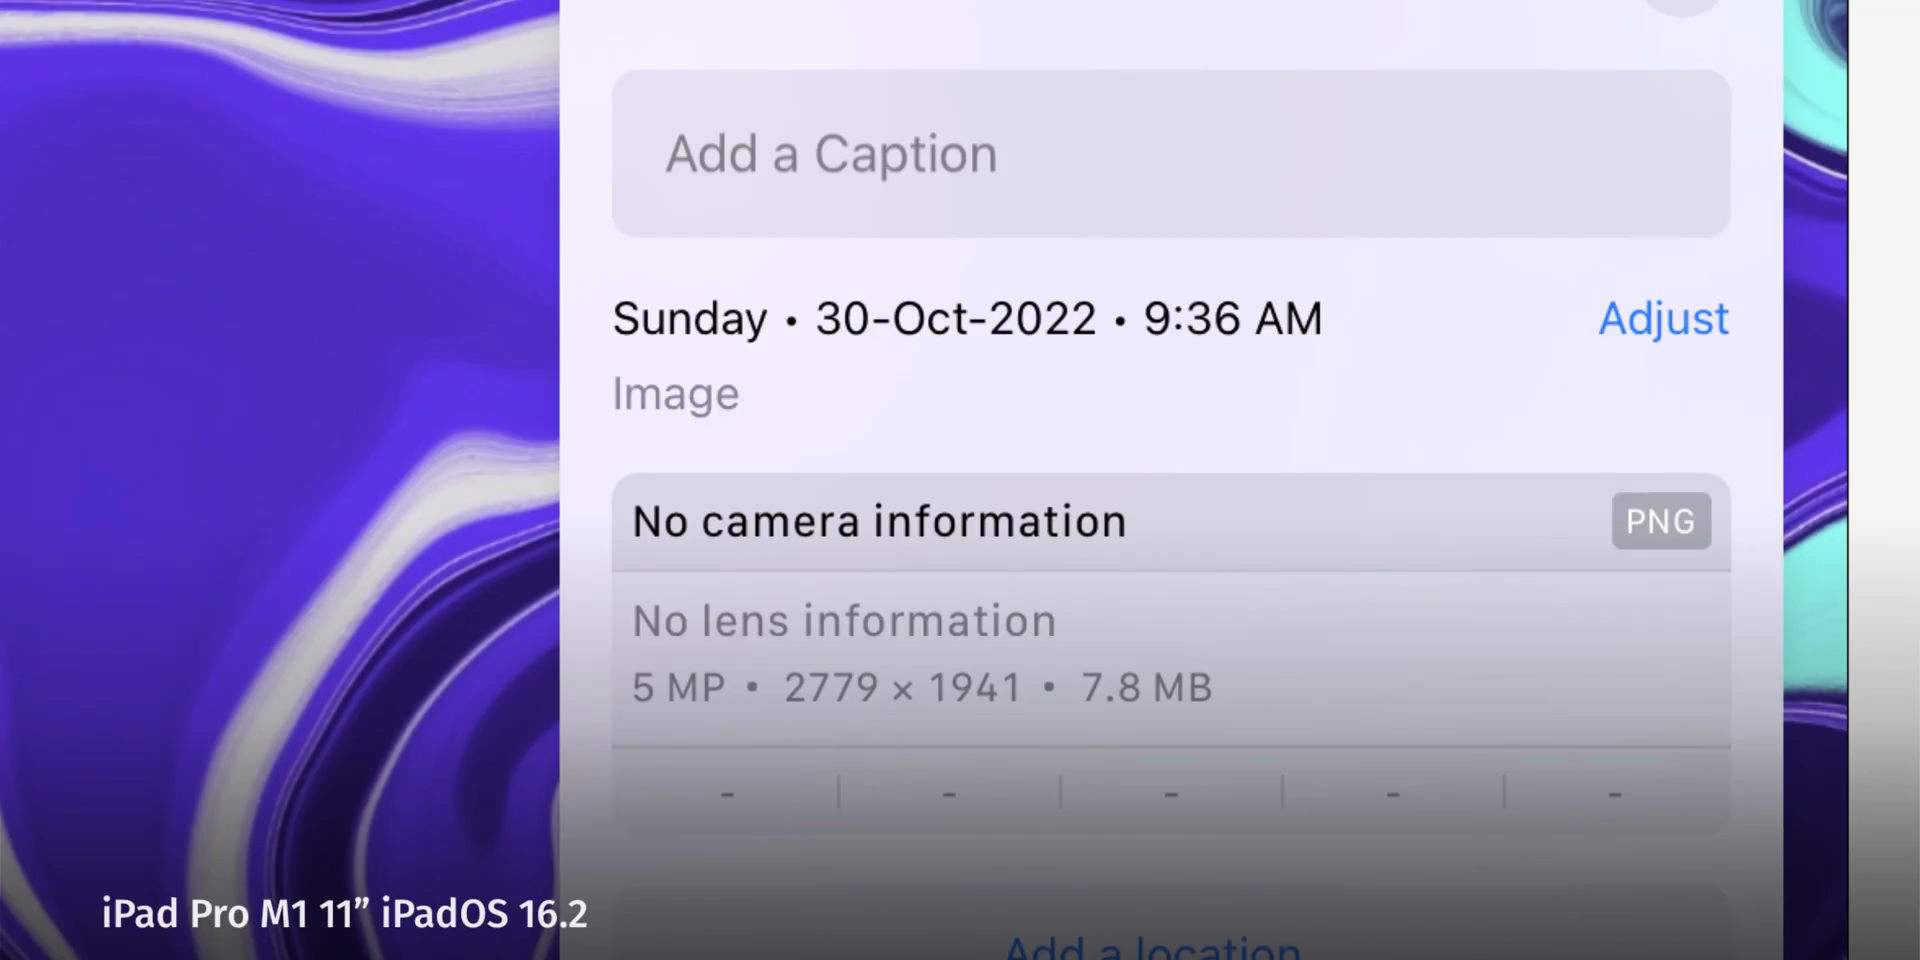 Add a Caption
Sunday • 30-Oct-2022 • 9:36 AM
Adjust
Image
No camera information
PNG
No lens information
5 MP • 2779 × 1941 • 7.8 MB
- - - - -
Add a location
iPad Pro M1 11” iPadOS 16.2